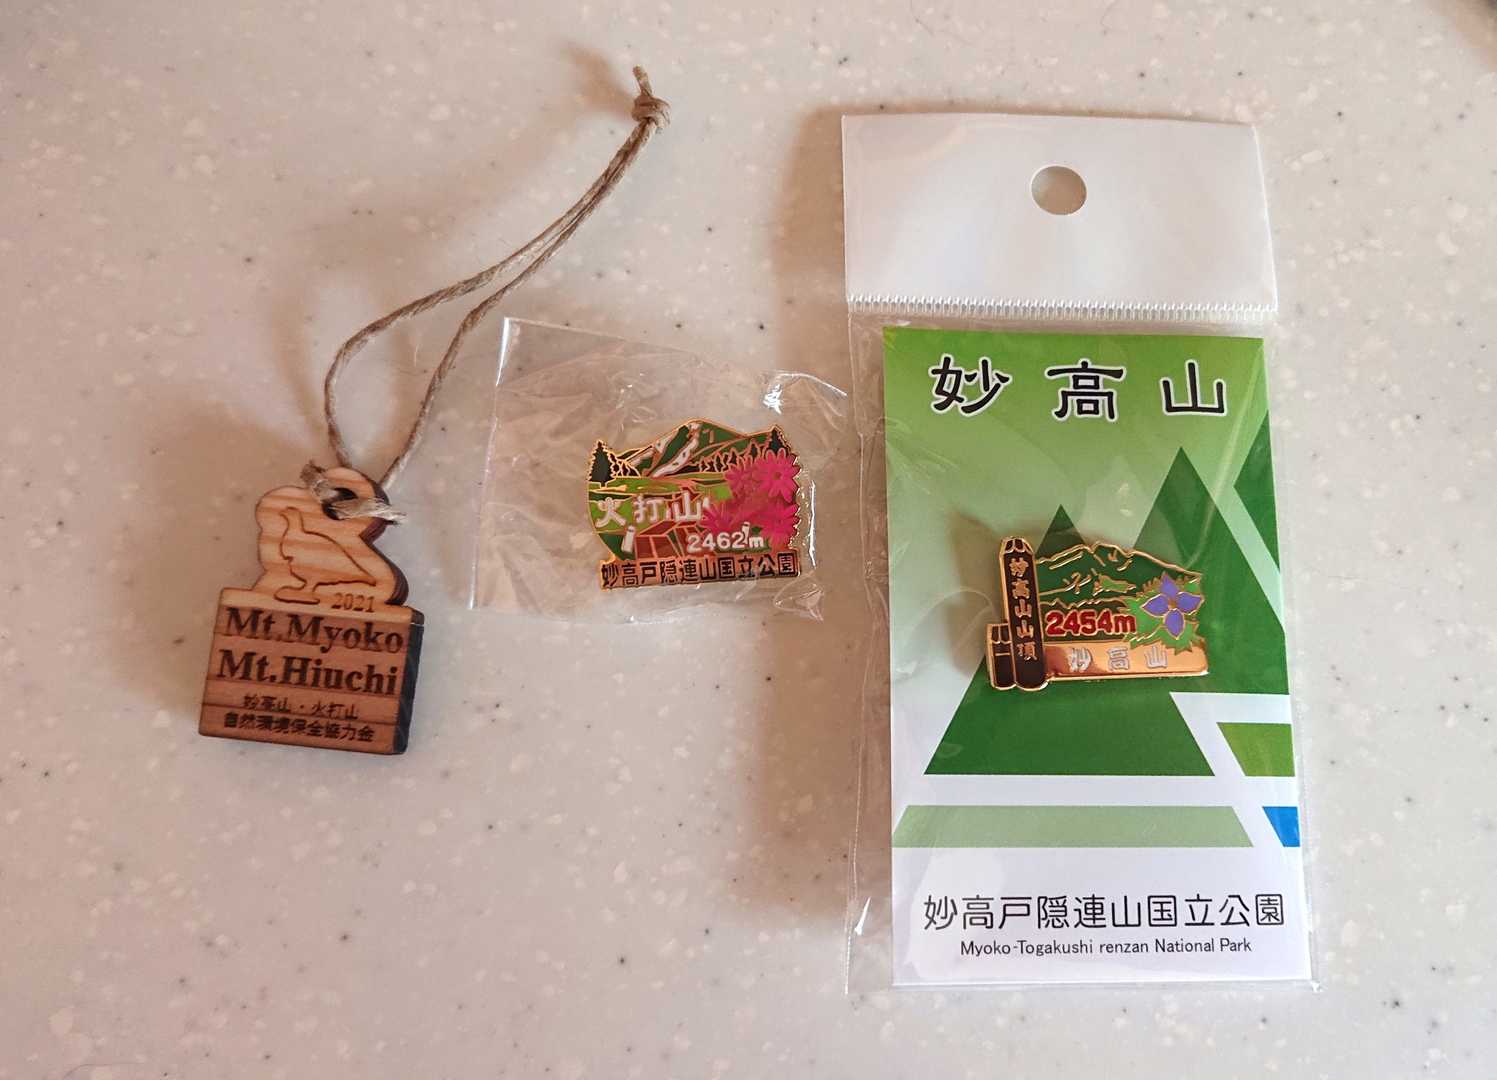 2021
Mt.Myoko
Mt.Hiuchi
妙高山・火打山
自然環境保全協力金
火打山
2462m
妙高戸隠連山国立公園
妙高山
妙高山山頂
2454m
妙高山
妙高戸隠連山国立公園
Myoko-Togakushi renzan National Park